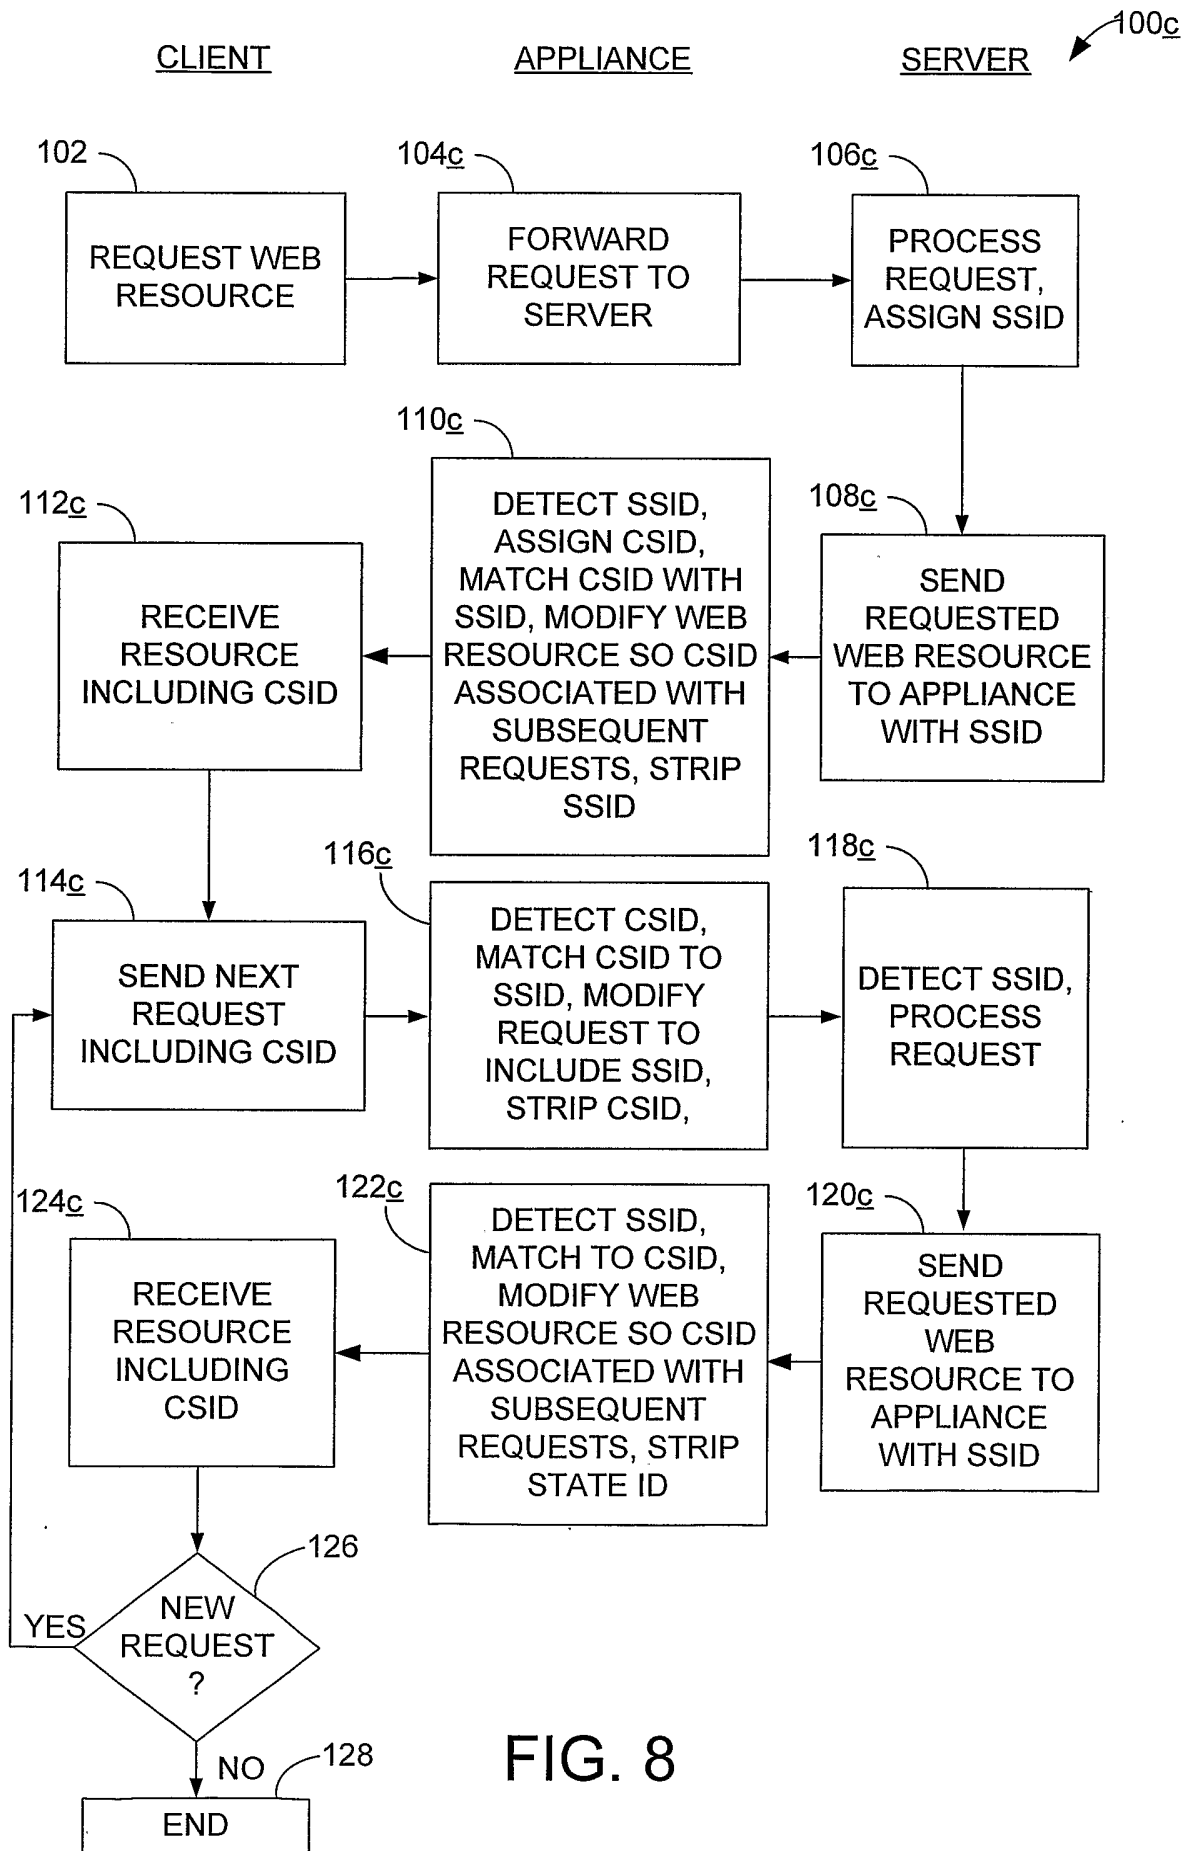 100c
CLIENT
APPLIANCE
SERVER
102
REQUEST WEB
RESOURCE
104c
FORWARD
REQUEST TO
SERVER
106c
PROCESS
REQUEST,
ASSIGN SSID
108c
SEND
REQUESTED
WEB RESOURCE
TO APPLIANCE
WITH SSID
110c
DETECT SSID,
ASSIGN CSID,
MATCH CSID WITH
SSID, MODIFY WEB
RESOURCE SO CSID
ASSOCIATED WITH
SUBSEQUENT
REQUESTS, STRIP
SSID
112c
RECEIVE
RESOURCE
INCLUDING CSID
114c
SEND NEXT
REQUEST
INCLUDING CSID
116c
DETECT CSID,
MATCH CSID TO
SSID, MODIFY
REQUEST TO
INCLUDE SSID,
STRIP CSID,
118c
DETECT SSID,
PROCESS
REQUEST
120c
SEND
REQUESTED
WEB
RESOURCE TO
APPLIANCE
WITH SSID
122c
DETECT SSID,
MATCH TO CSID,
MODIFY WEB
RESOURCE SO CSID
ASSOCIATED WITH
SUBSEQUENT
REQUESTS, STRIP
STATE ID
124c
RECEIVE
RESOURCE
INCLUDING
CSID
126
NEW
REQUEST
?
YES
NO
128
END
FIG. 8